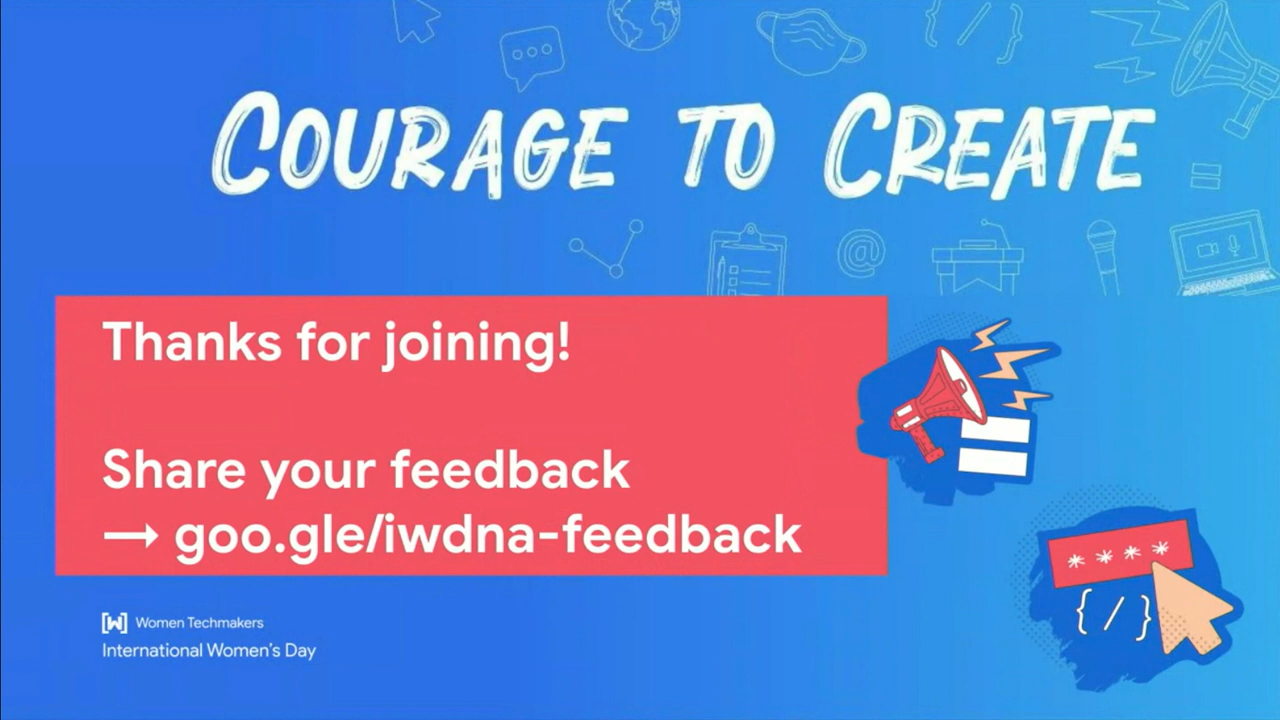 COURAGE TO CREATE
Thanks for joining!
Share your feedback
→ goo.gle/iwdna-feedback
* * * *
{/}
[W] Women Techmakers
International Women's Day